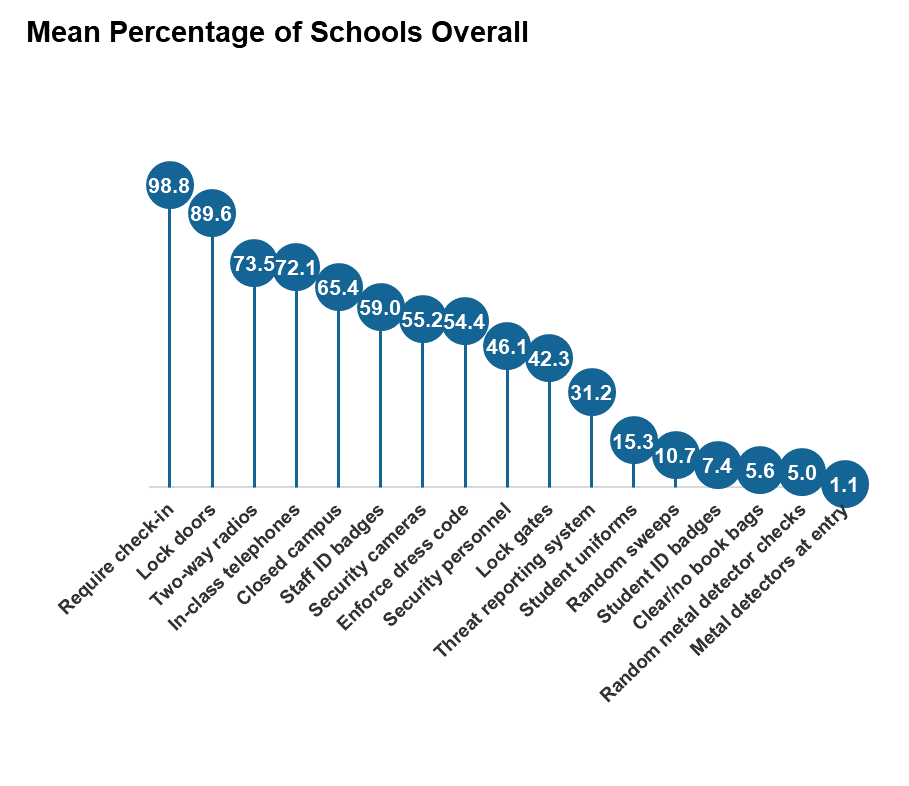 Mean Percentage of Schools Overall
98.8
89.6
73.5
72.1
65.4
59.0
55.2
54.4
46.1
42.3
31.2
15.3
10.7
7.4
5.6
5.0
1.1
Require check-in
Lock doors
Two-way radios
In-class telephones
Closed campus
Staff ID badges
Security cameras
Enforce dress code
Security personnel
Lock gates
Threat reporting system
Student uniforms
Random sweeps
Student ID badges
Clear/no book bags
Random metal detector checks
Metal detectors at entry